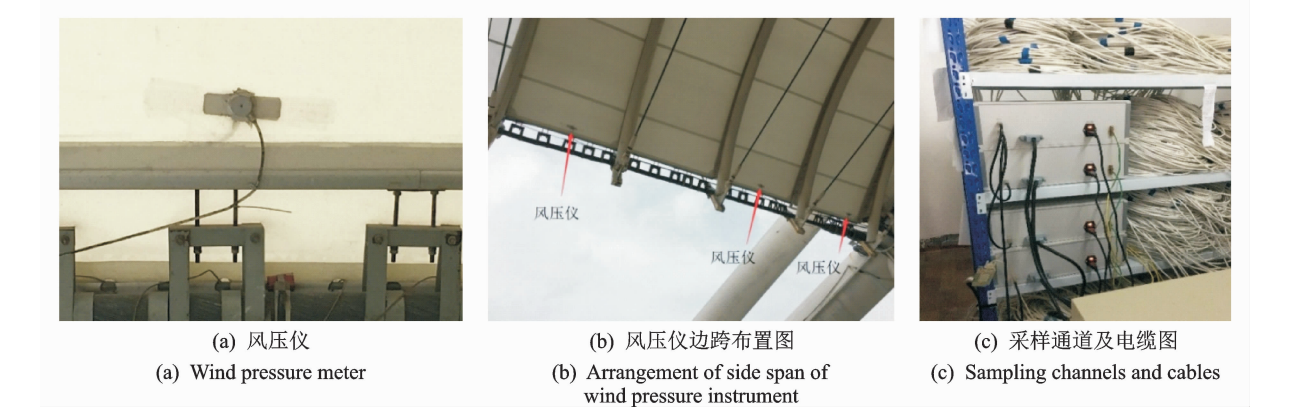 风压仪
风压仪
风压仪
(a) 风压仪
(a) Wind pressure meter
(b) 风压仪边跨布置图
(b) Arrangement of side span of
wind pressure instrument
(c) 采样通道及电缆图
(c) Sampling channels and cables